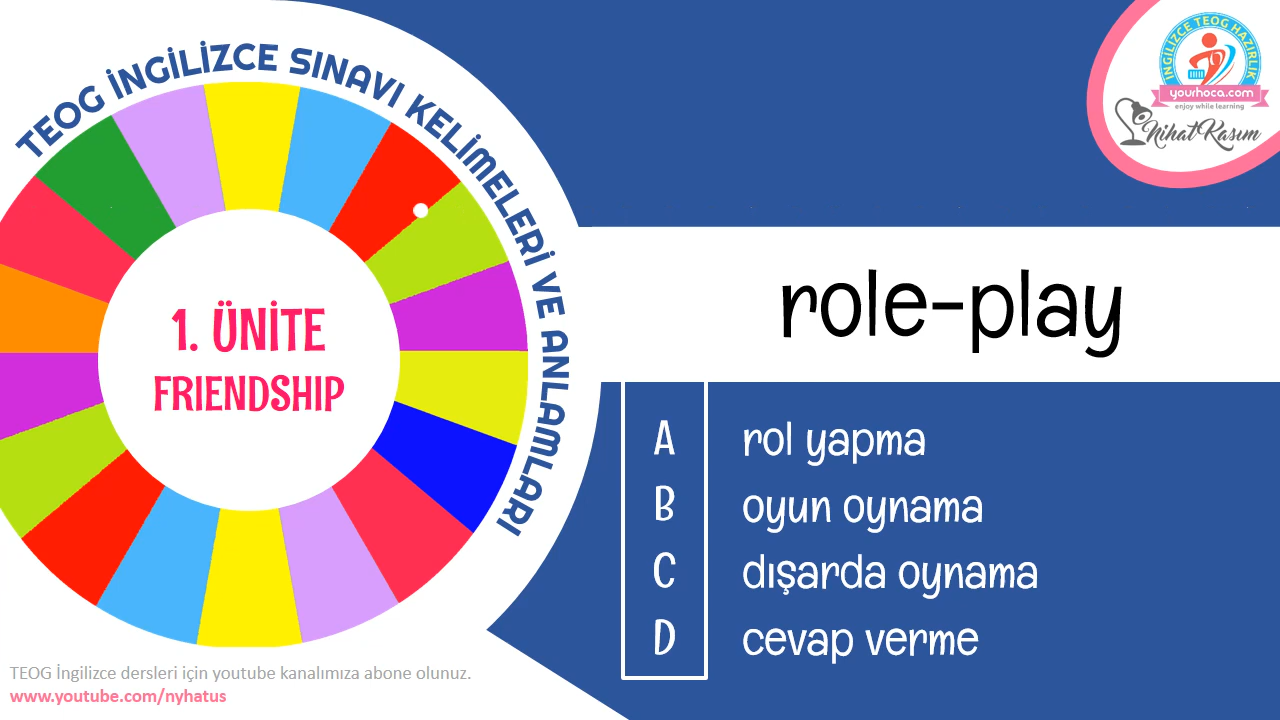 TEOG İNGİLİZCE SINAVI KELİMELERİ VE ANLAMLARI
İNGİLİZCE TEOG HAZIRLIK
yourhoca.com
enjoy while learning
Nihat Kasım
1. ÜNİTE
FRIENDSHIP
role-play
A rol yapma
B oyun oynama
C dışarda oynama
D cevap verme
TEOG İngilizce dersleri için youtube kanalımıza abone olunuz.
www.youtube.com/nyhatus